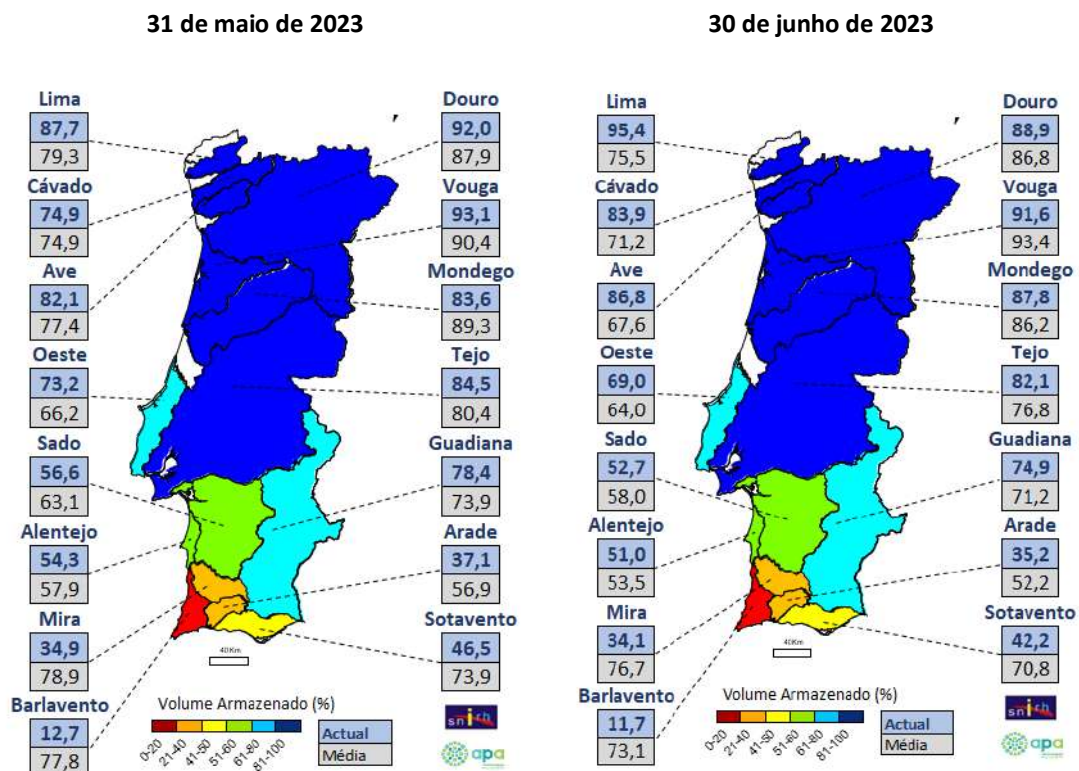 31 de maio de 2023
Lima
87,7
79,3
Cávado
74,9
74,9
Ave
82,1
77,4
Oeste
73,2
66,2
Sado
56,6
63,1
Alentejo
54,3
57,9
Mira
34,9
78,9
Barlavento
12,7
77,8
Douro
92,0
87,9
Vouga
93,1
90,4
Mondego
83,6
89,3
Tejo
84,5
80,4
Guadiana
78,4
73,9
Arade
37,1
56,9
Sotavento
46,5
73,9
40Km
Volume Armazenado (%)
0-20
21-40
41-50
51-60
61-80
81-100
Actual
Média
snirh
apa
30 de junho de 2023
Lima
95,4
75,5
Cávado
83,9
71,2
Ave
86,8
67,6
Oeste
69,0
64,0
Sado
52,7
58,0
Alentejo
51,0
53,5
Mira
34,1
76,7
Barlavento
11,7
73,1
Douro
88,9
86,8
Vouga
91,6
93,4
Mondego
87,8
86,2
Tejo
82,1
76,8
Guadiana
74,9
71,2
Arade
35,2
52,2
Sotavento
42,2
70,8
40Km
Volume Armazenado (%)
0-20
21-40
41-50
51-60
61-80
81-100
Actual
Média
snirh
apa